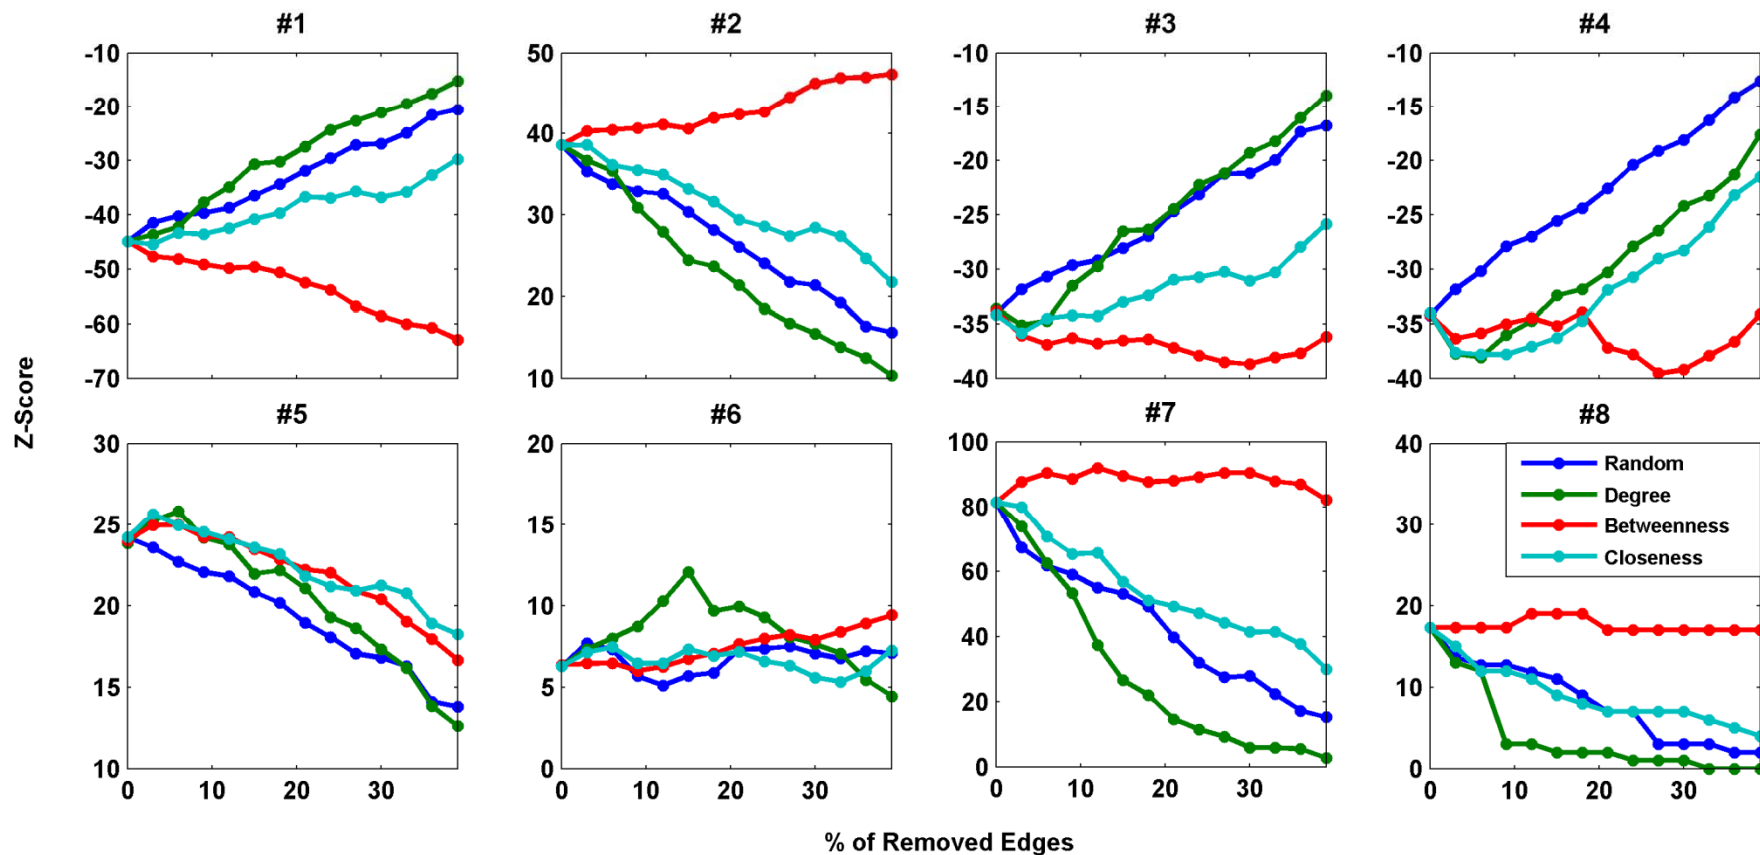 #1 #2 #3 #4
-10 50 -10 -10
-20 -15 -15
40
-30 -20 -20
-40 30 -25 -25
-50 -30 -30
20
-60 -35 -35
-70 10 -40 -40
Z-Score
#5 #6 #7 #8
30 20 100 40
Random
25 15 80 30
Degree
60
Betweenness
20 10 20
40
Closeness
15 5 20 10
10 0 0 0
0 10 20 30 0 10 20 30 0 10 20 30 0 10 20 30
% of Removed Edges